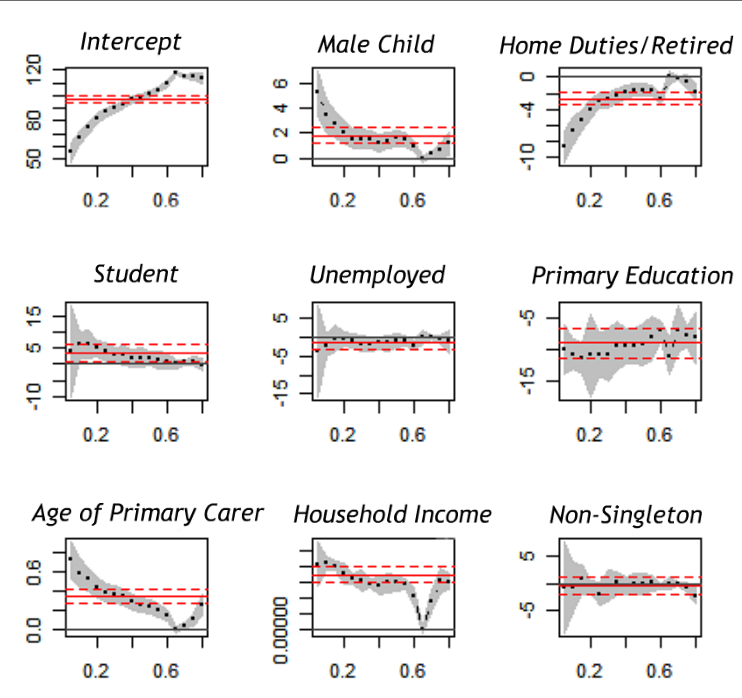 Intercept
Male Child
Home Duties/Retired
50 80 120
0 2 4 6
-10 -4 0
0.2 0.6
0.2 0.6
0.2 0.6
Student
Unemployed
Primary Education
-10 5 15
-15 -5 5
-15 -5
0.2 0.6
0.2 0.6
0.2 0.6
Age of Primary Carer
Household Income
Non-Singleton
0.0 0.6
0.00000
-5 5
0.2 0.6
0.2 0.6
0.2 0.6